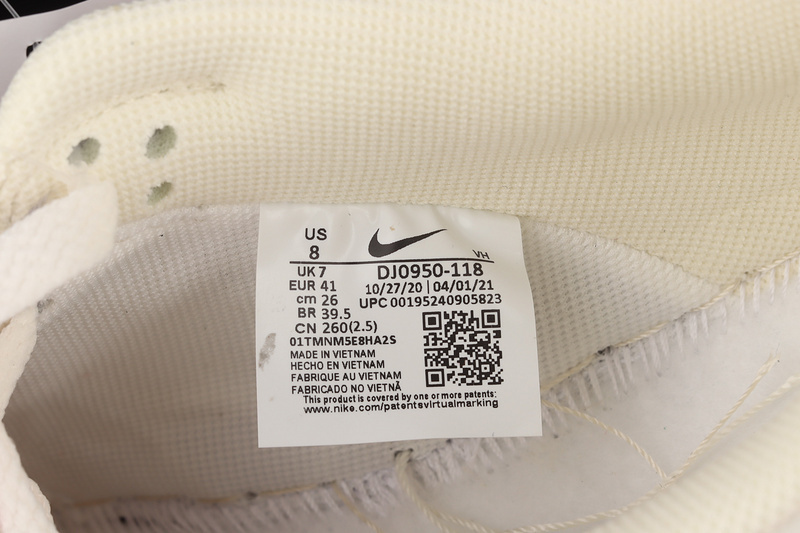 US
8
VH
UK 7
DJ0950-118
EUR 41
10/27/20 | 04/01/21
cm 26
UPC 00195240905823
BR 39.5
CN 260(2.5)
01TMNM5E8HA2S
MADE IN VIETNAM
HECHO EN VIETNAM
FABRIQUE AU VIETNAM
FABRICADO NO VIETNÃ
This product is covered by one or more patents:
www.nike.com/patentsvirtualmarking